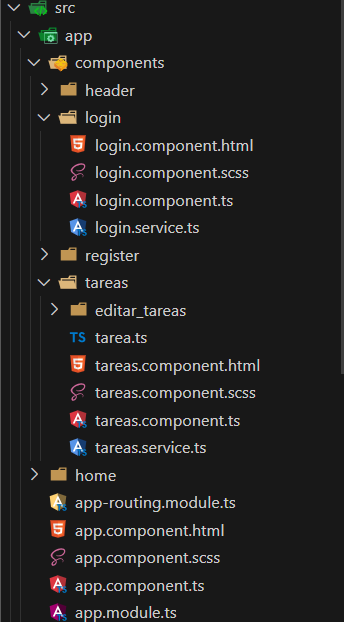 src
app
components
header
login
login.component.html
login.component.scss
login.component.ts
login.service.ts
register
tareas
editar_tareas
TS tarea.ts
tareas.component.html
tareas.component.scss
tareas.component.ts
tareas.service.ts
home
app-routing.module.ts
app.component.html
app.component.scss
app.component.ts
app.module.ts